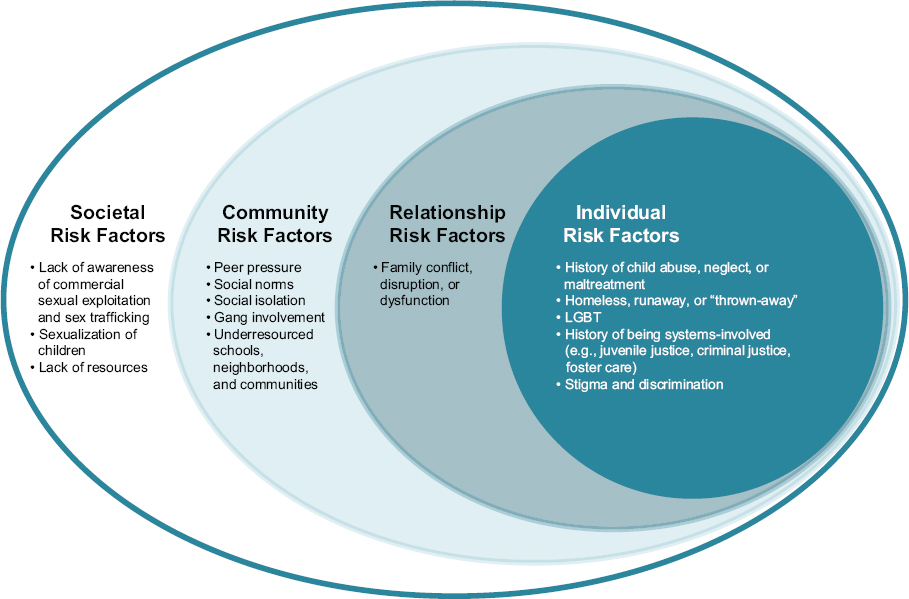 Societal
Risk Factors
• Lack of awareness
of commercial
sexual exploitation
and sex trafficking
• Sexualization of
children
• Lack of resources
Community
Risk Factors
• Peer pressure
• Social norms
• Social isolation
• Gang involvement
• Underresourced
schools,
neighborhoods,
and communities
Relationship
Risk Factors
• Family conflict,
disruption, or
dysfunction
Individual
Risk Factors
• History of child abuse, neglect, or
maltreatment
• Homeless, runaway, or “thrown-away”
• LGBT
• History of being systems-involved
(e.g., juvenile justice, criminal justice,
foster care)
• Stigma and discrimination